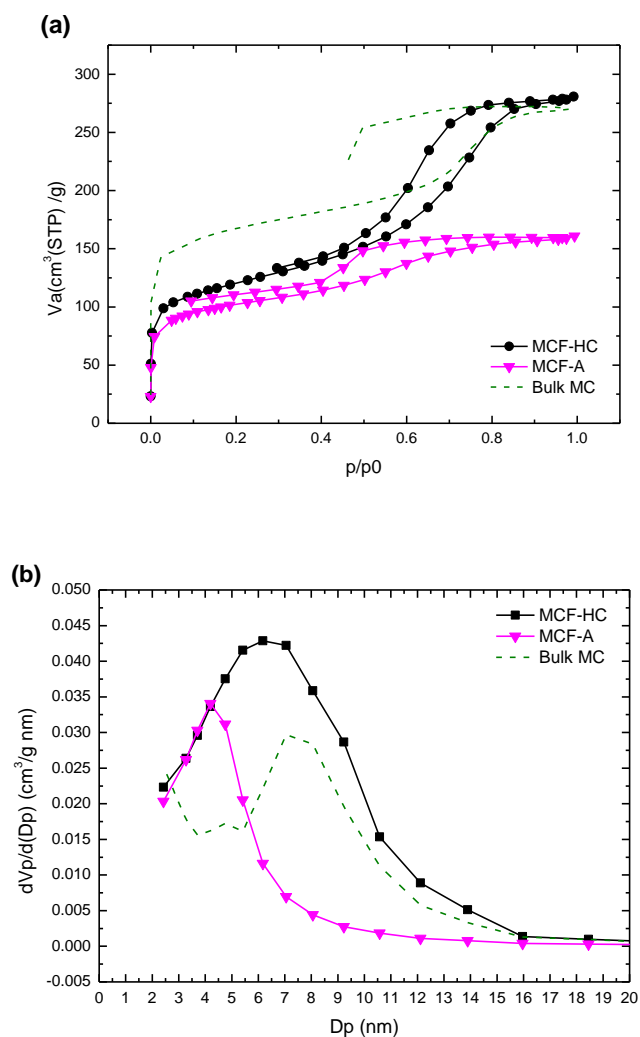 (a)
300
250
200
150
100
50
0
Va(cm³(STP) /g)
MCF-HC
MCF-A
Bulk MC
0.0 0.2 0.4 0.6 0.8 1.0
p/p0
(b)
0.050
0.045
0.040
0.035
0.030
0.025
0.020
0.015
0.010
0.005
0.000
-0.005
dVp/d(Dp) (cm³/g nm)
MCF-HC
MCF-A
Bulk MC
0 1 2 3 4 5 6 7 8 9 10 11 12 13 14 15 16 17 18 19 20
Dp (nm)